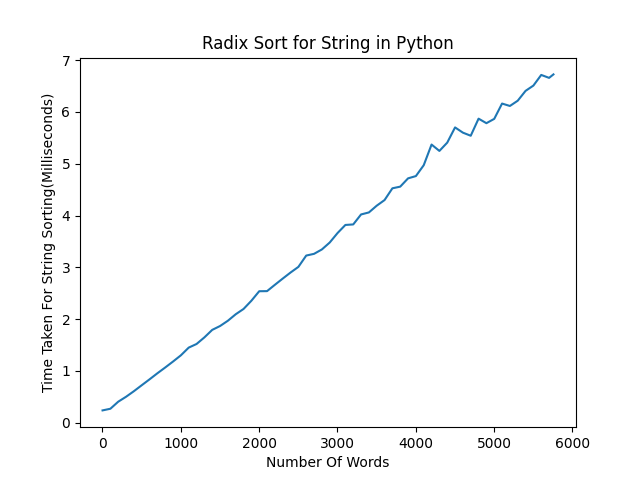 Radix Sort for String in Python
Time Taken For String Sorting(Milliseconds)
7
6
5
4
3
2
1
0
0 1000 2000 3000 4000 5000 6000
Number Of Words